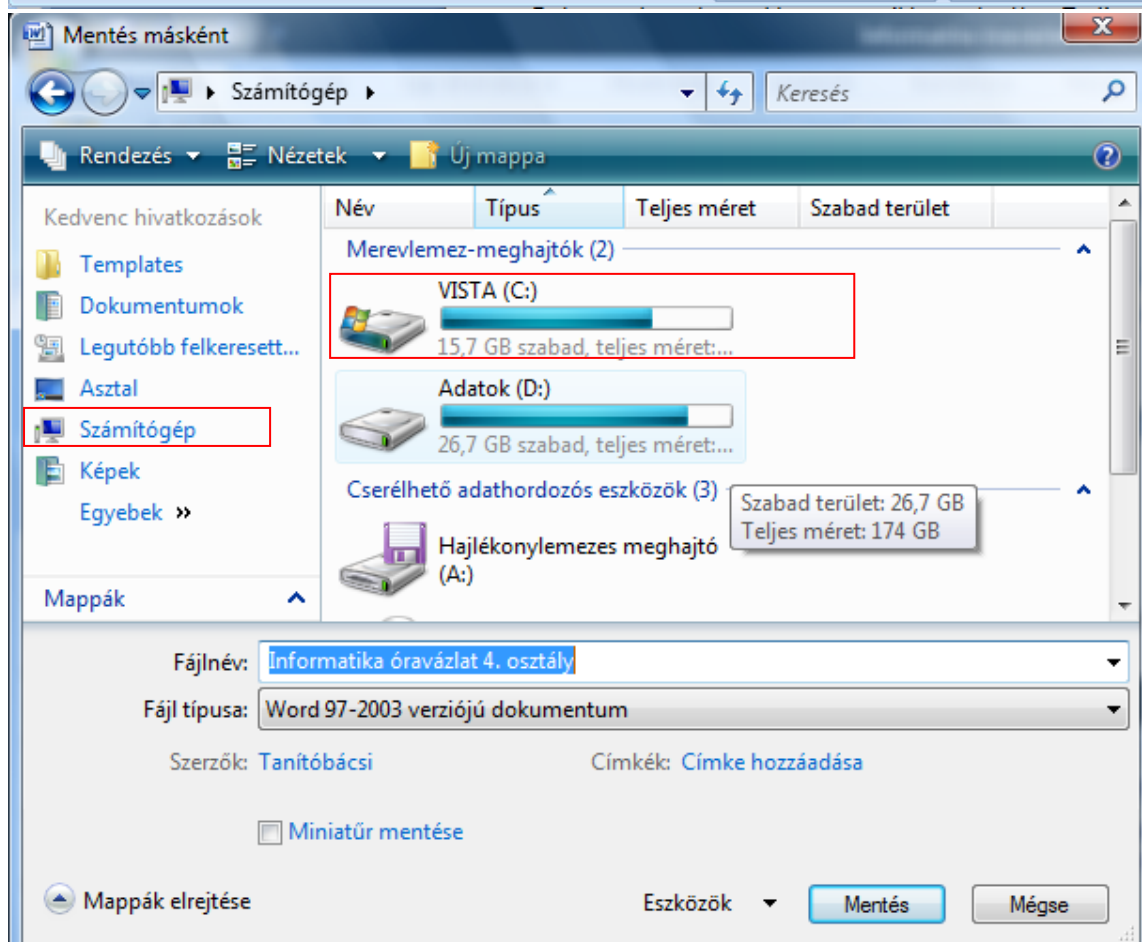 Mentés másként
Számítógép
Keresés
Rendezés Nézetek Új mappa
Kedvenc hivatkozások
Templates
Dokumentumok
Legutóbb felkeresett...
Asztal
Számítógép
Képek
Egyebek »
Mappák
Név Típus Teljes méret Szabad terület
Merevlemez-meghajtók (2)
VISTA (C:)
15,7 GB szabad, teljes méret:...
Adatok (D:)
26,7 GB szabad, teljes méret:...
Cserélhető adathordozós eszközök (3)
Szabad terület: 26,7 GB
Teljes méret: 174 GB
Hajlékonylemezes meghajtó
(A:)
Fájlnév: Informatika óravázlat 4. osztály
Fájl típusa: Word 97-2003 verziójú dokumentum
Szerzők: Tanítóbácsi Címkék: Címke hozzáadása
Miniatűr mentése
Mappák elrejtése Eszközök Mentés Mégse